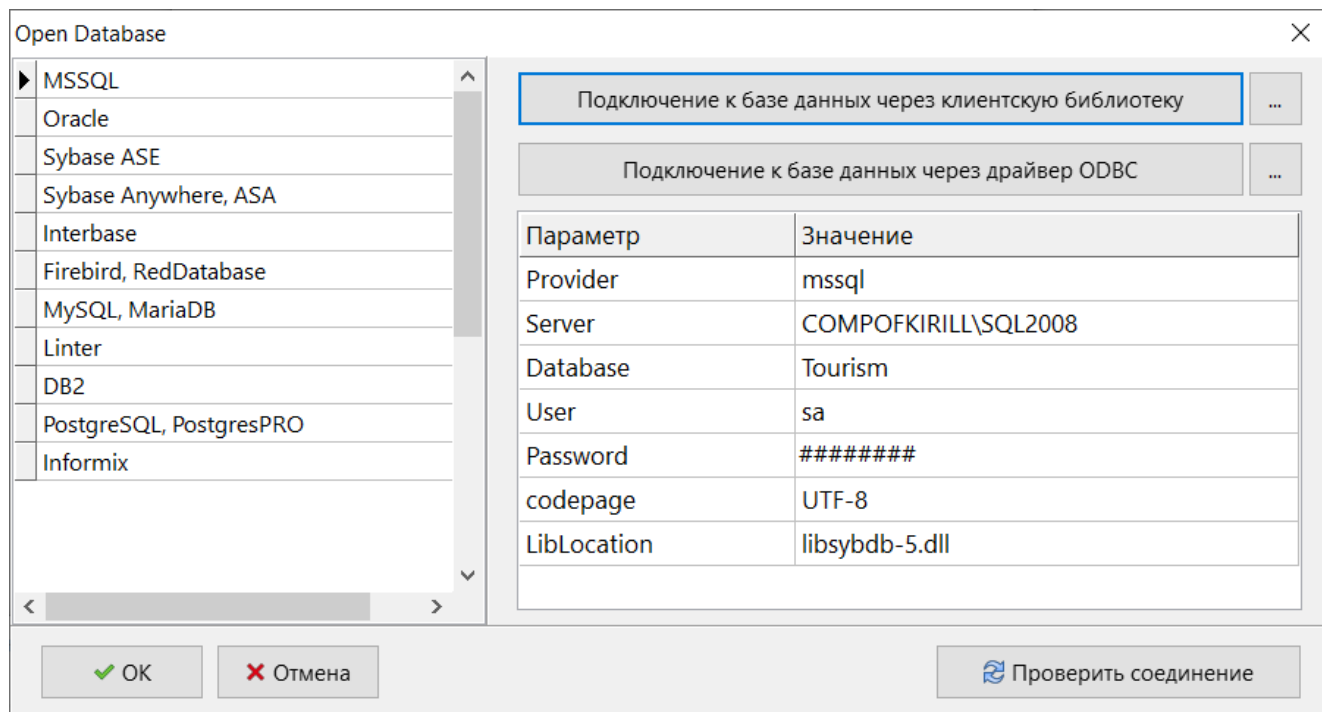 Open Database
MSSQL
Oracle
Sybase ASE
Sybase Anywhere, ASA
Interbase
Firebird, RedDatabase
MySQL, MariaDB
Linter
DB2
PostgreSQL, PostgresPRO
Informix
Подключение к базе данных через клиентскую библиотеку
...
Подключение к базе данных через драйвер ODBC
...
Параметр Значение
Provider mssql
Server COMPOFKIRILL\SQL2008
Database Tourism
User sa
Password ########
codepage UTF-8
LibLocation libsybdb-5.dll
OK
Отмена
Проверить соединение